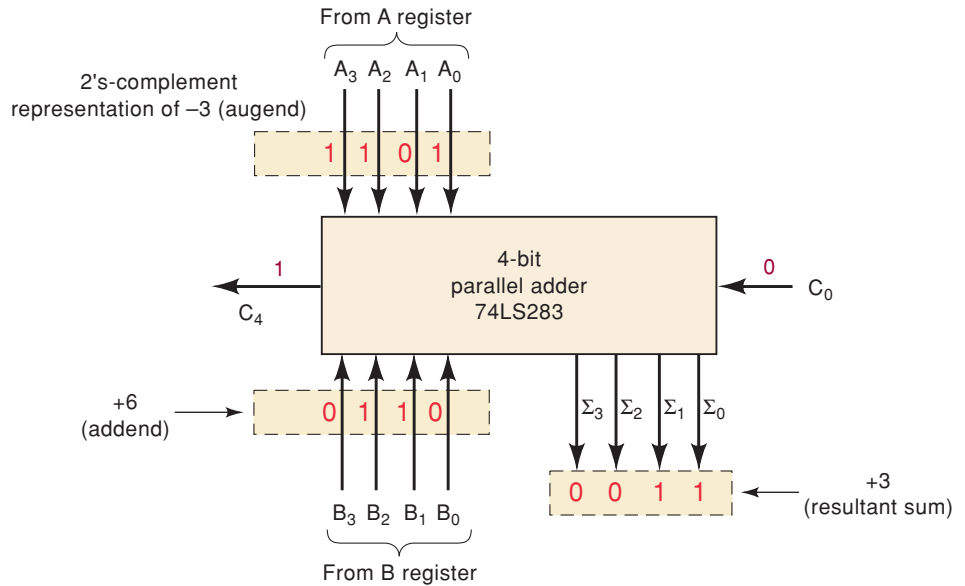 From A register
A3 A2 A1 A0
2's-complement
representation of –3 (augend)
1 1 0 1
4-bit
parallel adder
74LS283
1
C4
0
C0
+6
(addend)
0 1 1 0
Σ3 Σ2 Σ1 Σ0
0 0 1 1
+3
(resultant sum)
B3 B2 B1 B0
From B register